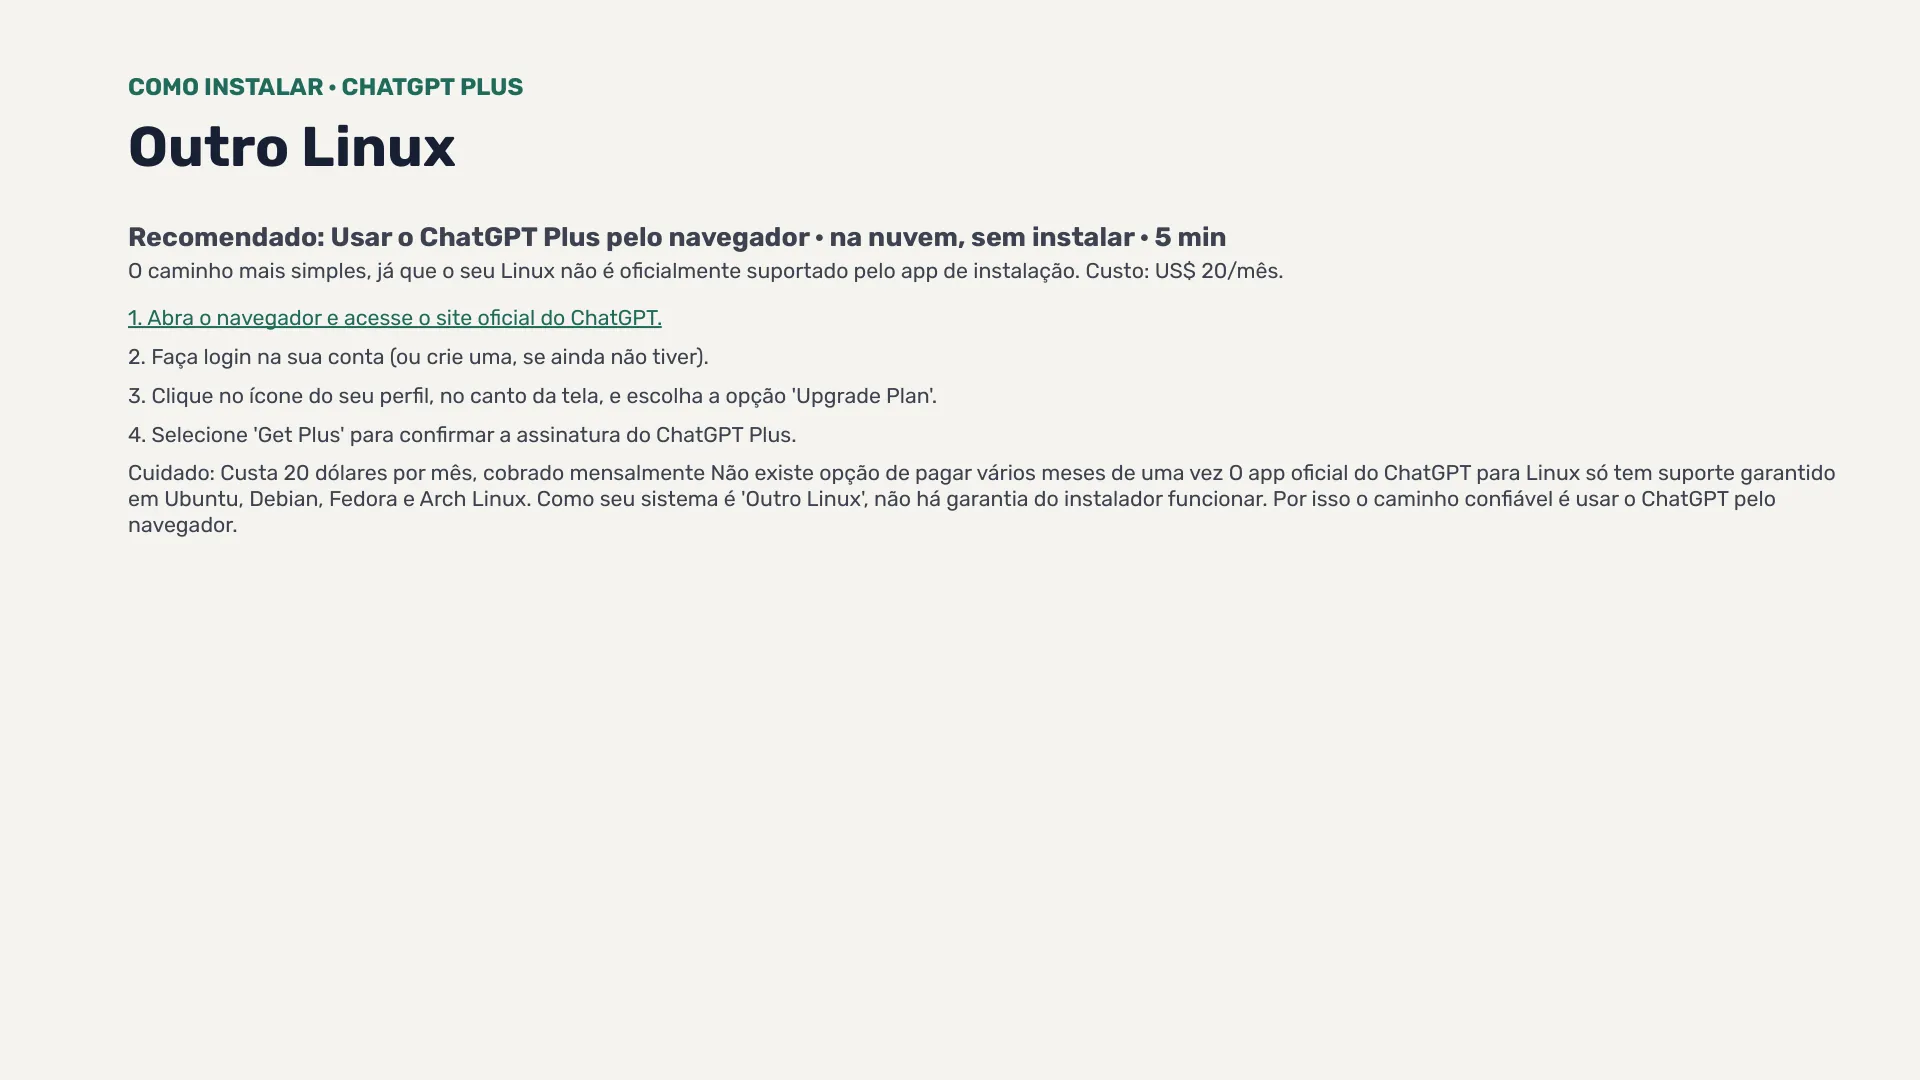 COMO INSTALAR • CHATGPT PLUS
Outro Linux
Recomendado: Usar o ChatGPT Plus pelo navegador • na nuvem, sem instalar • 5 min
O caminho mais simples, já que o seu Linux não é oficialmente suportado pelo app de instalação. Custo: US$ 20/mês.
1. Abra o navegador e acesse o site oficial do ChatGPT.
2. Faça login na sua conta (ou crie uma, se ainda não tiver).
3. Clique no ícone do seu perfil, no canto da tela, e escolha a opção 'Upgrade Plan'.
4. Selecione 'Get Plus' para confirmar a assinatura do ChatGPT Plus.
Cuidado: Custa 20 dólares por mês, cobrado mensalmente Não existe opção de pagar vários meses de uma vez O app oficial do ChatGPT para Linux só tem suporte garantido
em Ubuntu, Debian, Fedora e Arch Linux. Como seu sistema é 'Outro Linux', não há garantia do instalador funcionar. Por isso o caminho confiável é usar o ChatGPT pelo
navegador.